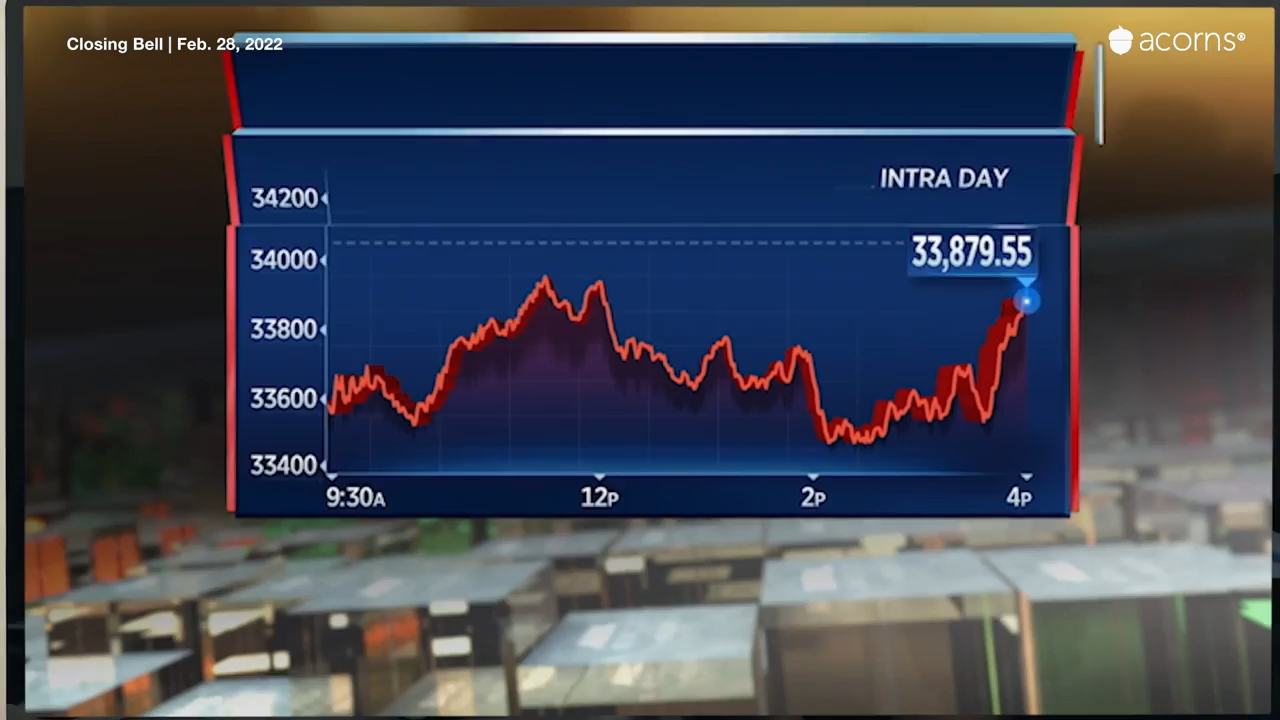 Closing Bell | Feb. 28, 2022
acorns®
INTRA DAY
34200
34000
33,879.55
33800
33600
33400
9:30A
12P
2P
4P